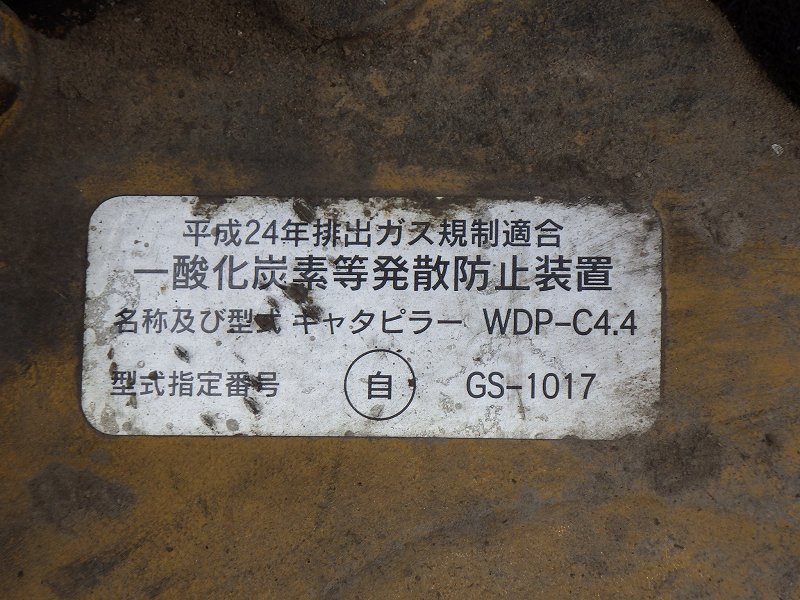 平成24年排出ガス規制適合
一酸化炭素等発散防止装置
名称及び型式 キャタピラー WDP-C4.4
型式指定番号 自 GS-1017